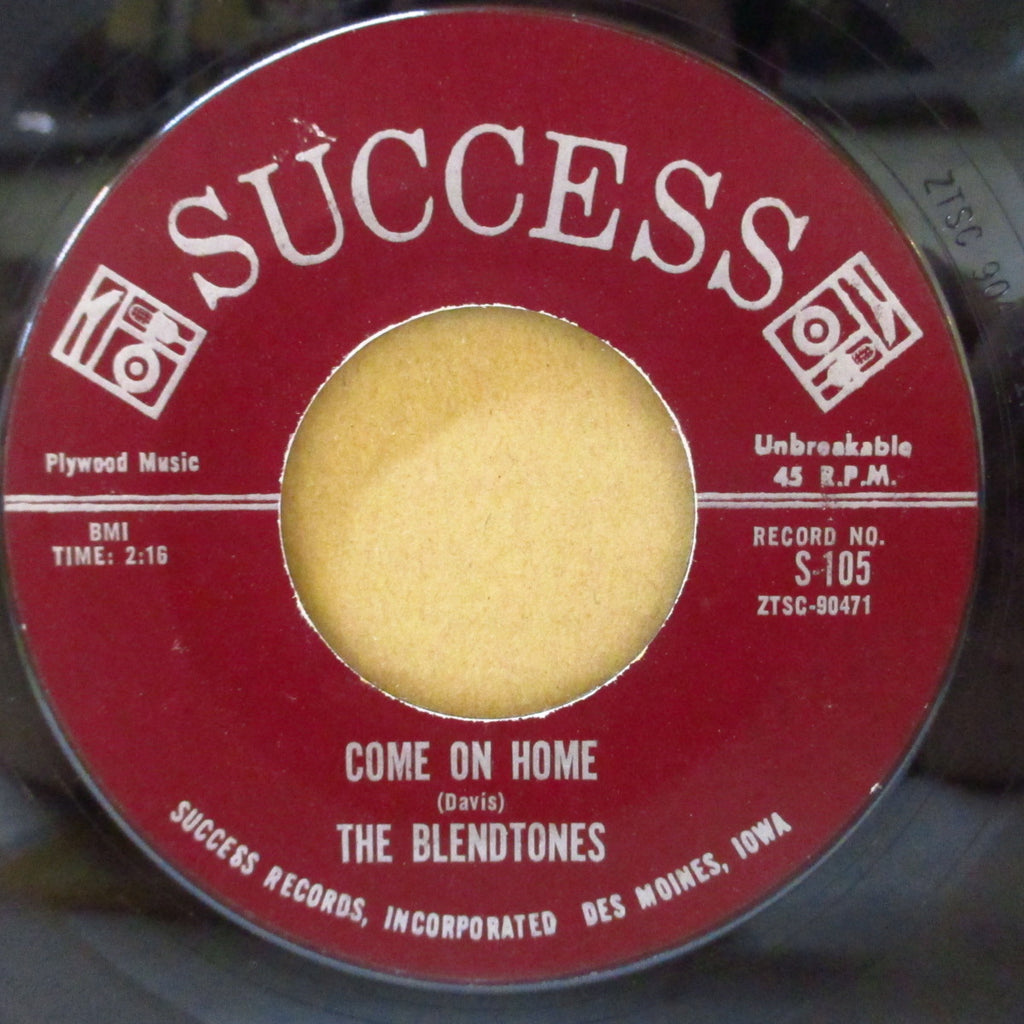 SUCCESS
Plywood Music
BMI
TIME: 2:16
Unbreakable
45 R.P.M.
RECORD NO.
S-105
ZTSC-90471
COME ON HOME
(Davis)
THE BLENDTONES
SUCCESS RECORDS, INCORPORATED DES MOINES, IOWA
ZTSC 90